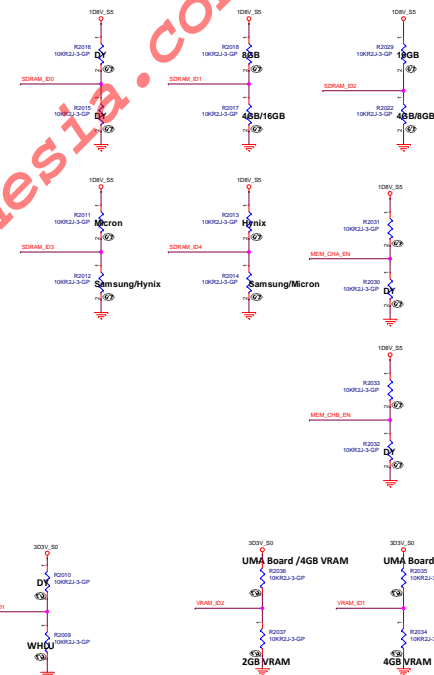 1D8V_S5 1D8V_S5 1D8V_S5
R2016 10KR2J-3-GP DY
R2018 10KR2J-3-GP 8GB
R2029 10KR2J-3-GP 16GB
SDRAM_ID0 SDRAM_ID1 SDRAM_ID2
R2015 10KR2J-3-GP DY
R2017 10KR2J-3-GP 4GB/16GB
R2022 10KR2J-3-GP 4GB/8GB
1D8V_S5 1D8V_S5 1D8V_S5
R2011 10KR2J-3-GP Micron
R2013 10KR2J-3-GP Hynix
R2031 10KR2J-3-GP
SDRAM_ID3 SDRAM_ID4 MEM_CHA_EN
R2012 10KR2J-3-GP Samsung/Hynix
R2014 10KR2J-3-GP Samsung/Micron
R2030 10KR2J-3-GP DY
1D8V_S5
R2033 10KR2J-3-GP
MEM_CHB_EN
R2032 10KR2J-3-GP DY
3D3V_S0 3D3V_S0 3D3V_S0
UMA Board /4GB VRAM UMA Board
R2010 10KR2J-3-GP DY
R2036 10KR2J-3-GP
R2035 10KR2J-
VRAM_ID2 VRAM_ID1
R2009 10KR2J-3-GP WHLU
R2037 10KR2J-3-GP 2GB VRAM
R2034 10KR2J- 4GB VRAM
esia.co